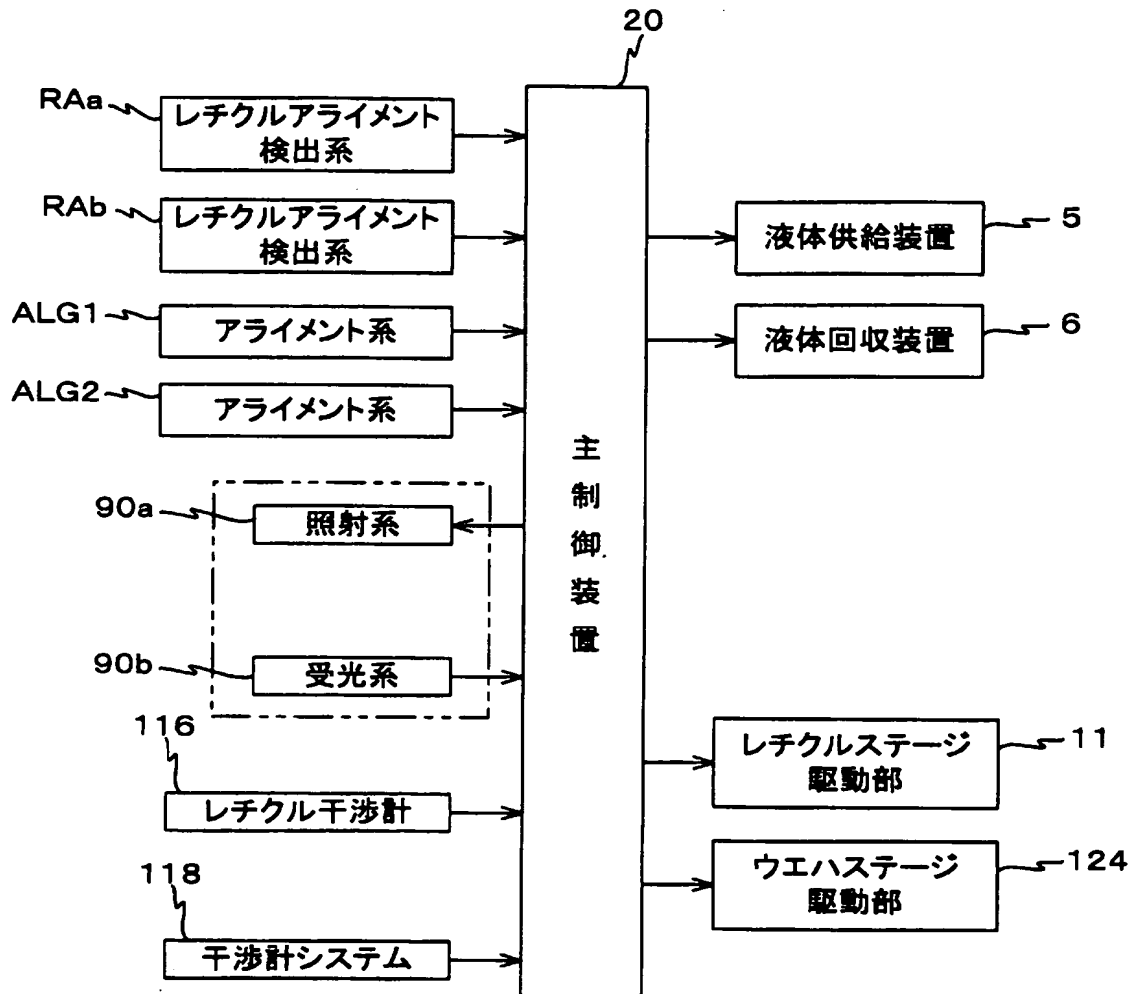 20
RAa
レチクルアライメント
検出系
RAb
レチクルアライメント
検出系
ALG1
アライメント系
ALG2
アライメント系
90a
照射系
90b
受光系
116
レチクル干渉計
118
干渉計システム
主
制
御
装
置
液体供給装置
5
液体回収装置
6
レチクルステージ
駆動部
11
ウエハステージ
駆動部
124